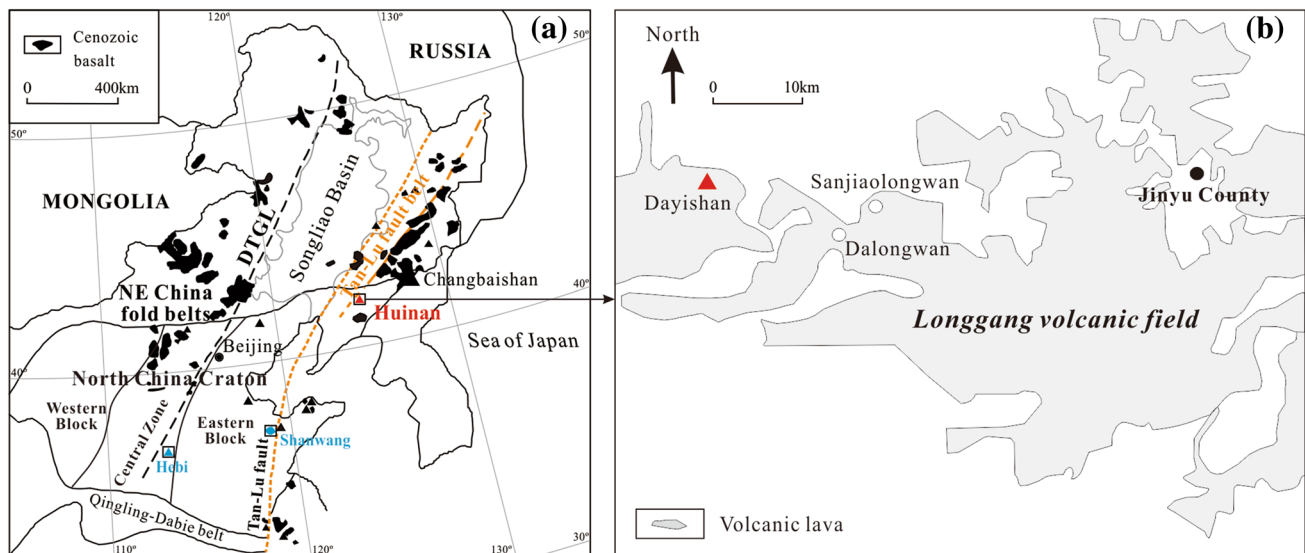 120°
130°
(a)
50°
Cenozoic
basalt
0 400km
RUSSIA
50°
MONGOLIA
DTGL
Songliao Basin
Tan-Lu fault belt
Changbaishan
40°
NE China
fold belts
Huinan
Beijing
Sea of Japan
40°
North China Craton
Western
Block
Central Zone
Eastern
Block
Shanwang
Hebi
Tan-Lu fault
Qingling-Dabie belt
110°
120°
130°
30°
(b)
North
0 10km
Sanjiaolongwan
Jinyu County
Dayishan
Dalongwan
Longgang volcanic field
Volcanic lava